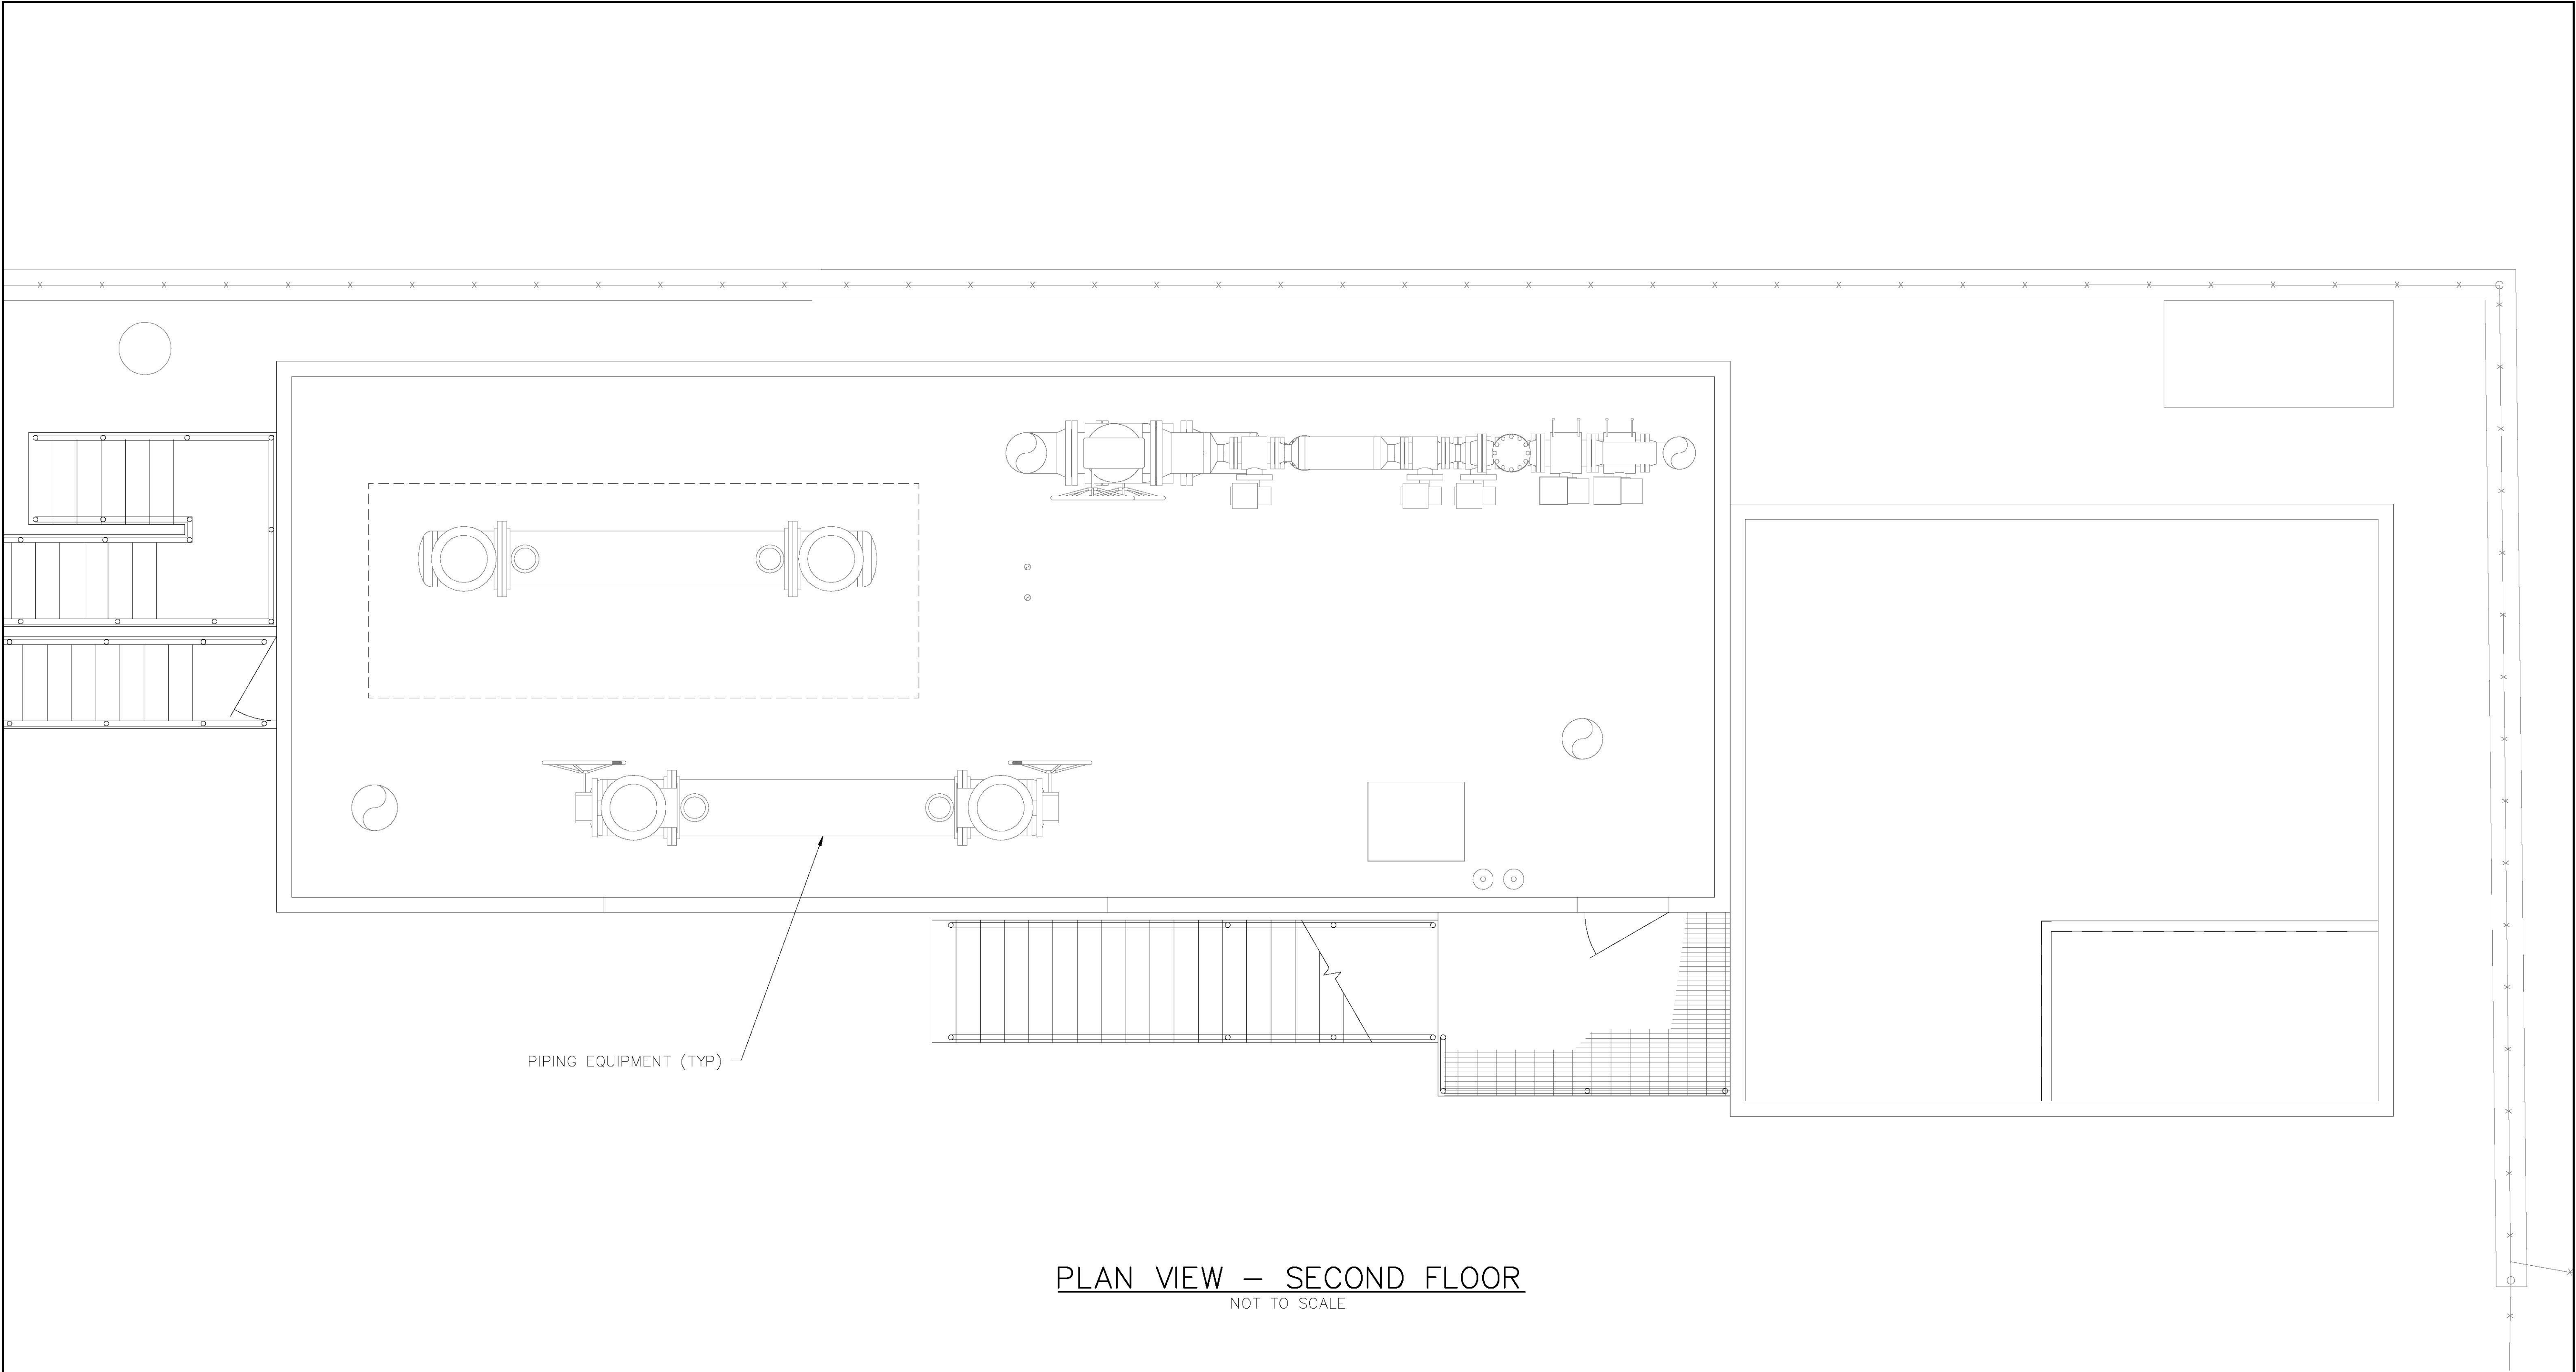 PIPING EQUIPMENT (TYP)
PLAN VIEW – SECOND FLOOR
NOT TO SCALE